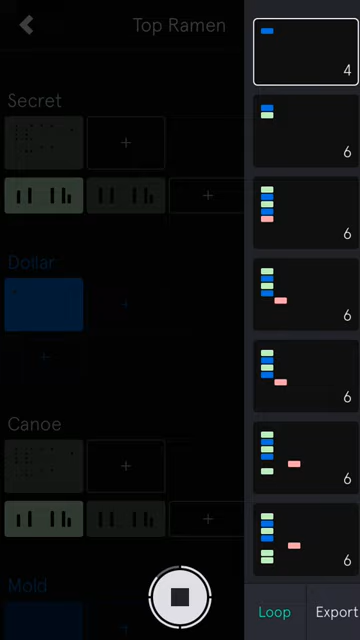 Top Ramen
4
Secret
+
6
+
6
Dollar
+
6
+
6
Canoe
+
6
+
6
Mold
Loop Export